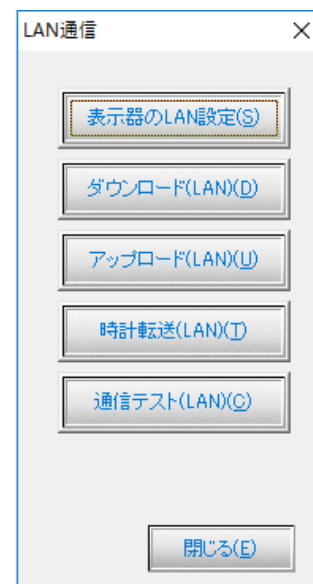 LAN通信
表示器のLAN設定(S)
ダウンロード(LAN)(D)
アップロード(LAN)(U)
時計転送(LAN)(T)
通信テスト(LAN)(C)
閉じる(E)